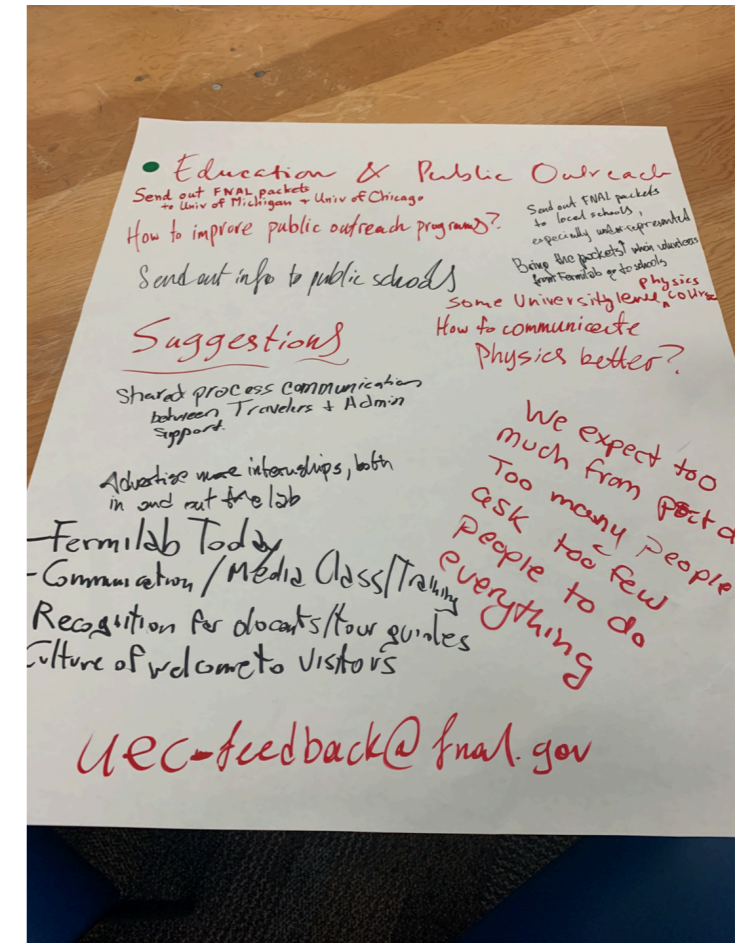 Education & Public Outreach
Send out FNAL packets
to Univ of Michigan + Univ of Chicago
How to improve public outreach programs?
Send out info to public schools
Send out FNAL packets
to local schools,
especially under-represented
Bring the packets when volunteers
from Fermilab go to schools
some University level physics course
How to communicate
Physics better?
Suggestions
Shared process communication
between Travelers + Admin
support.
Advertise more internships, both
in and out the lab
-Fermilab Today
-Communication/Media Class/Training
Recognition for docents/tour guides
Culture of welcome to visitors
We expect too
much from
Too many people
ask too few
people to do
everything
uec-feedback@fnal.gov